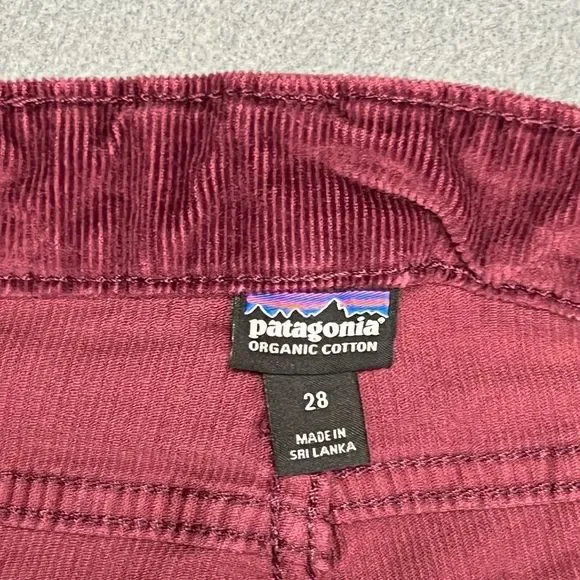 patagonia®
ORGANIC COTTON
28
MADE IN
SRI LANKA